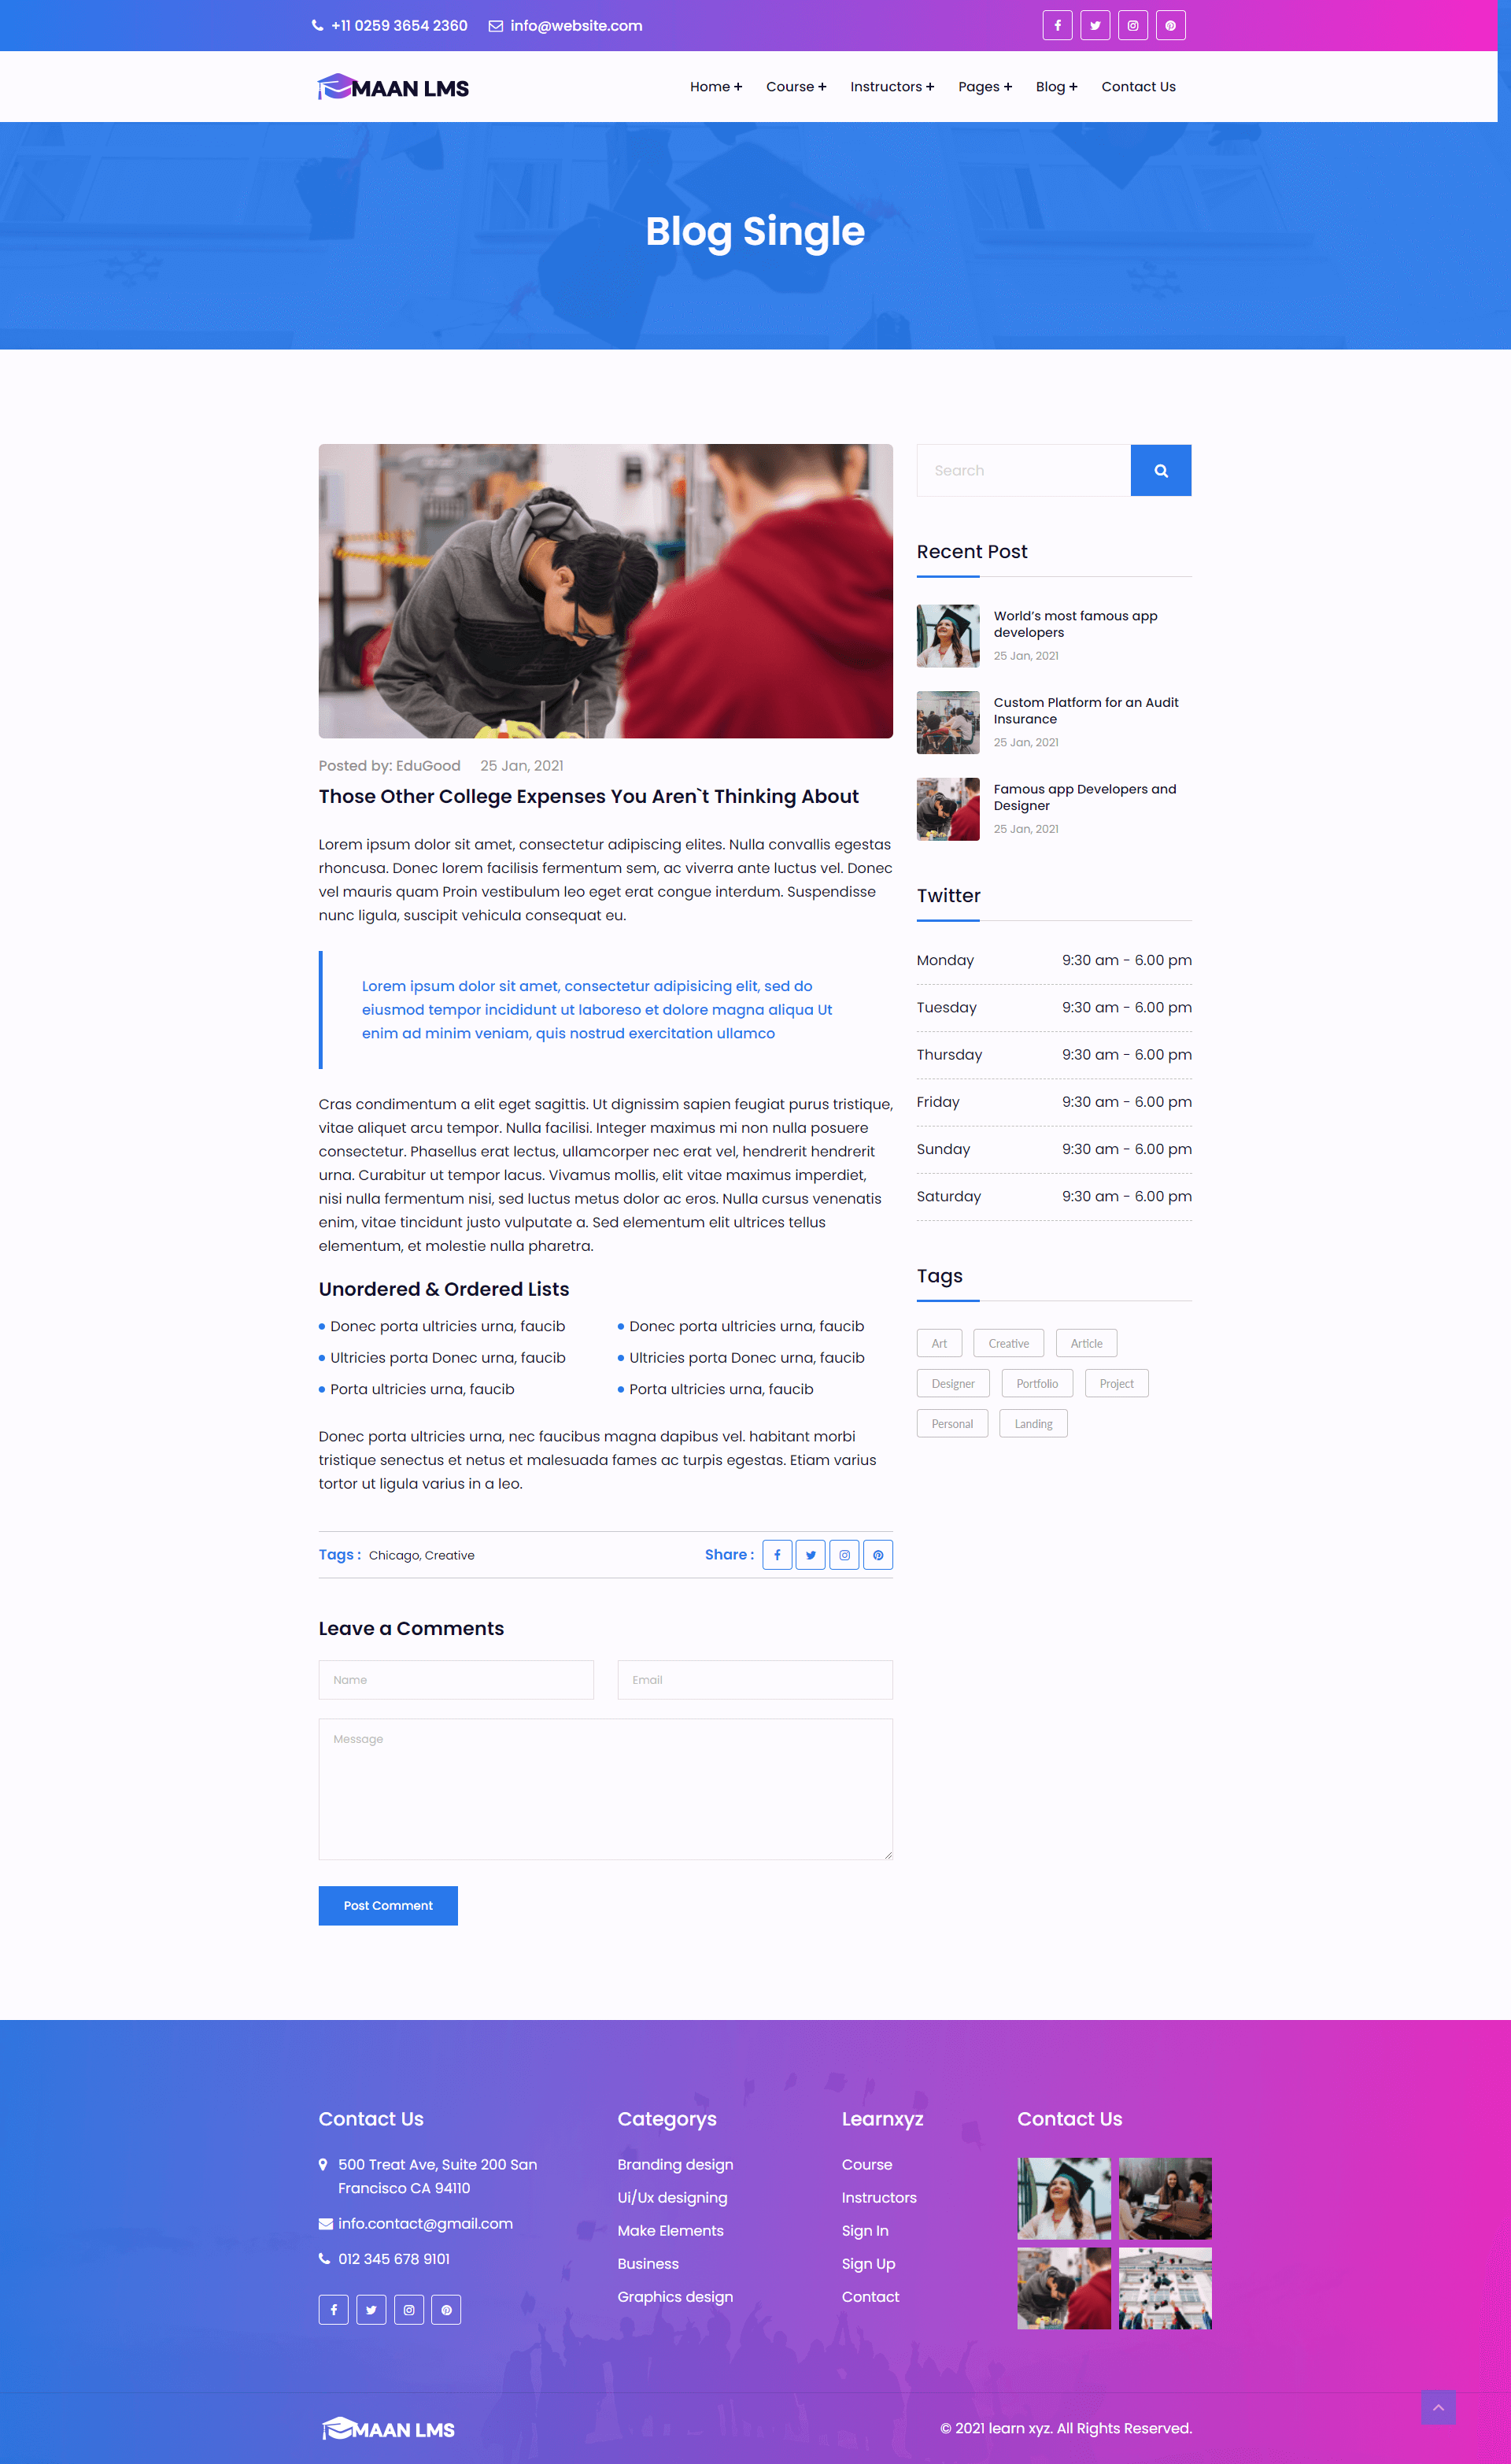 +11 0259 3654 2360 info@website.com
MAAN LMS
Home + Course + Instructors + Pages + Blog + Contact Us
Blog Single
Posted by: EduGood 25 Jan, 2021
Those Other College Expenses You Aren`t Thinking About
Lorem ipsum dolor sit amet, consectetur adipiscing elites. Nulla convallis egestas
rhoncusa. Donec lorem facilisis fermentum sem, ac viverra ante luctus vel. Donec
vel mauris quam Proin vestibulum leo eget erat congue interdum. Suspendisse
nunc ligula, suscipit vehicula consequat eu.
Lorem ipsum dolor sit amet, consectetur adipisicing elit, sed do
eiusmod tempor incididunt ut laboreso et dolore magna aliqua Ut
enim ad minim veniam, quis nostrud exercitation ullamco
Cras condimentum a elit eget sagittis. Ut dignissim sapien feugiat purus tristique,
vitae aliquet arcu tempor. Nulla facilisi. Integer maximus mi non nulla posuere
consectetur. Phasellus erat lectus, ullamcorper nec erat vel, hendrerit hendrerit
urna. Curabitur ut tempor lacus. Vivamus mollis, elit vitae maximus imperdiet,
nisi nulla fermentum nisi, sed luctus metus dolor ac eros. Nulla cursus venenatis
enim, vitae tincidunt justo vulputate a. Sed elementum elit ultrices tellus
elementum, et molestie nulla pharetra.
Unordered & Ordered Lists
Donec porta ultricies urna, faucib
Ultricies porta Donec urna, faucib
Porta ultricies urna, faucib
Donec porta ultricies urna, faucib
Ultricies porta Donec urna, faucib
Porta ultricies urna, faucib
Donec porta ultricies urna, nec faucibus magna dapibus vel. habitant morbi
tristique senectus et netus et malesuada fames ac turpis egestas. Etiam varius
tortor ut ligula varius in a leo.
Tags : Chicago, Creative Share :
Leave a Comments
Name Email
Message
Post Comment
Search
Recent Post
World's most famous app
developers
25 Jan, 2021
Custom Platform for an Audit
Insurance
25 Jan, 2021
Famous app Developers and
Designer
25 Jan, 2021
Twitter
Monday 9:30 am - 6.00 pm
Tuesday 9:30 am - 6.00 pm
Thursday 9:30 am - 6.00 pm
Friday 9:30 am - 6.00 pm
Sunday 9:30 am - 6.00 pm
Saturday 9:30 am - 6.00 pm
Tags
Art Creative Article
Designer Portfolio Project
Personal Landing
Contact Us
500 Treat Ave, Suite 200 San
Francisco CA 94110
info.contact@gmail.com
012 345 678 9101
Categorys
Branding design
Ui/Ux designing
Make Elements
Business
Graphics design
Learnxyz
Course
Instructors
Sign In
Sign Up
Contact
Contact Us
MAAN LMS
© 2021 learn xyz. All Rights Reserved.